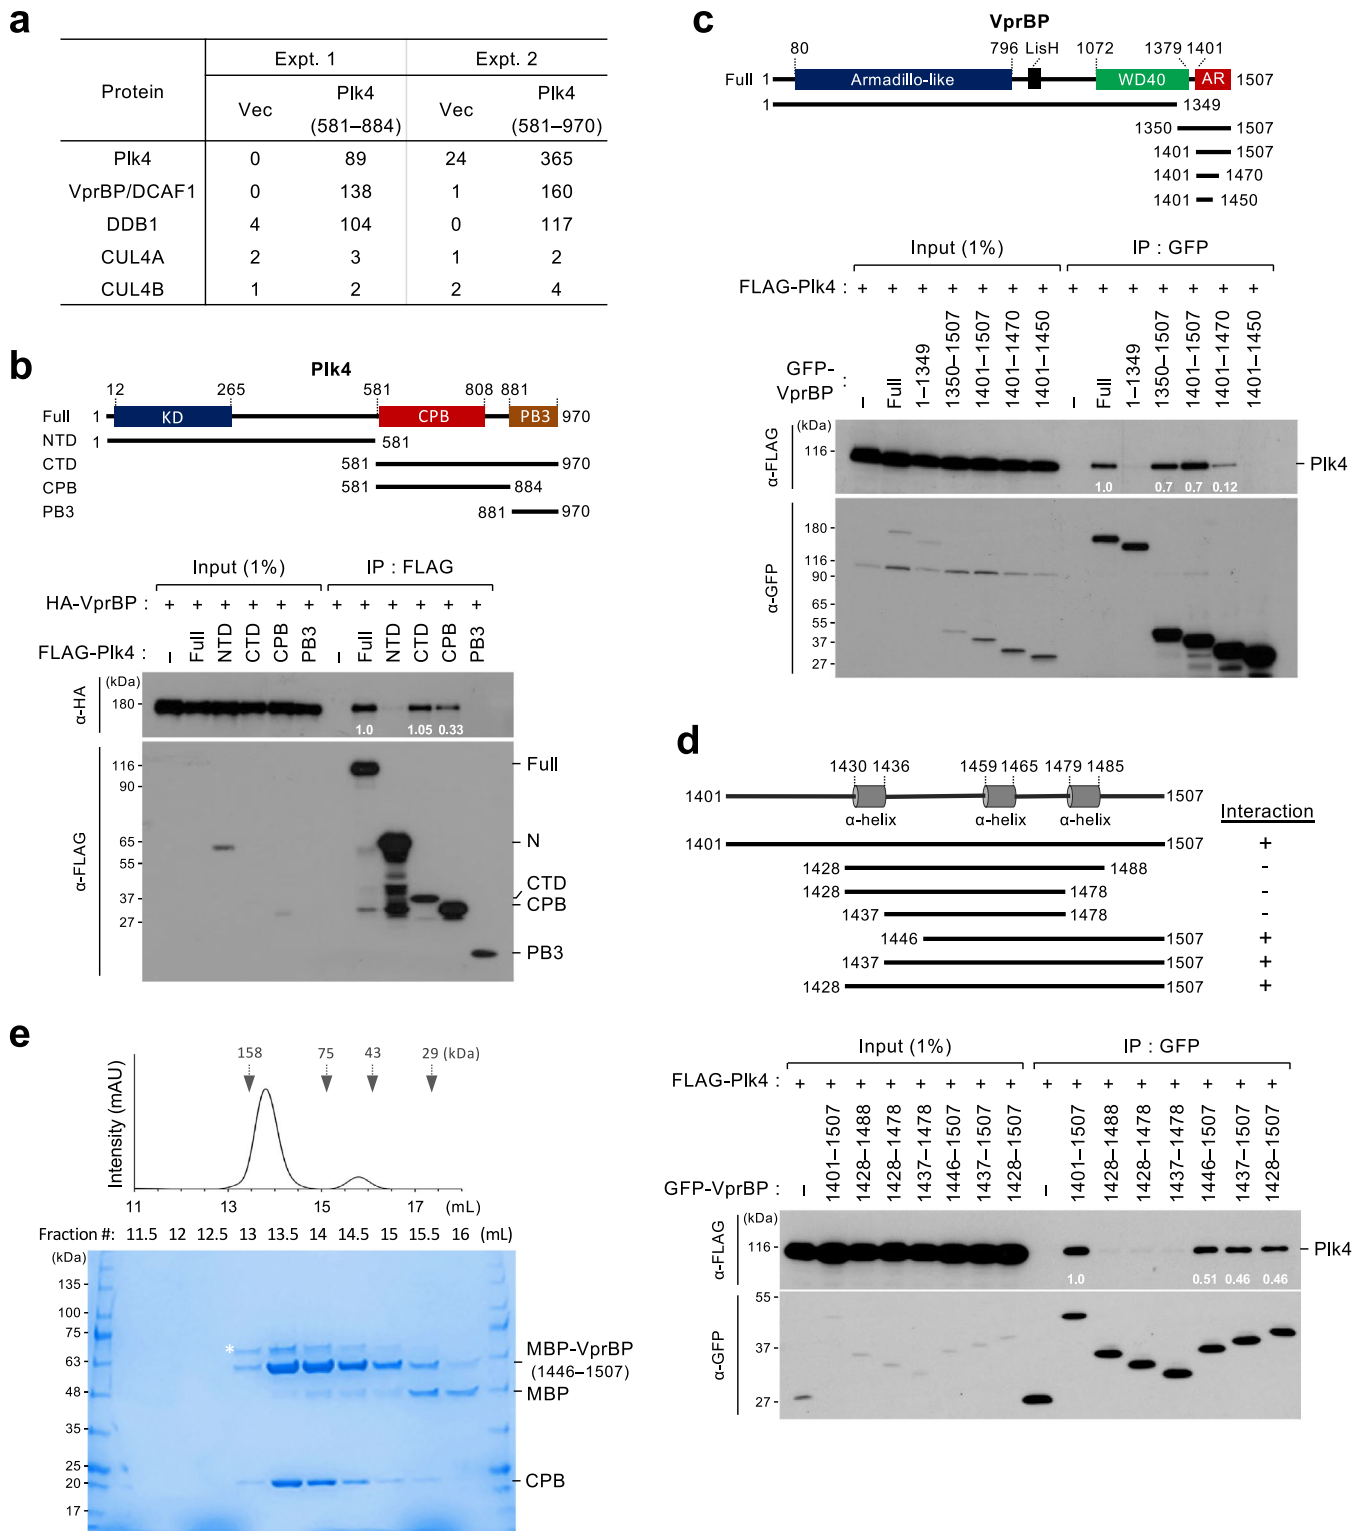 a
Expt. 1 Expt. 2
Protein Vec Plk4 (581–884) Vec Plk4 (581–970)
Plk4 0 89 24 365
VprBP/DCAF1 0 138 1 160
DDB1 4 104 0 117
CUL4A 2 3 1 2
CUL4B 1 2 2 4
b
Plk4
12 265 581 808 881
Full 1 KD CPB PB3 970
NTD 1 581
CTD 581 970
CPB 581 884
PB3 881 970
Input (1%) IP : FLAG
HA-VprBP : + + + + + + + + + + + +
FLAG-Plk4 : – Full NTD CTD CPB PB3 – Full NTD CTD CPB PB3
(kDa)
α-HA
180
1.0 1.05 0.33
α-FLAG
116 Full
90
65 N
55
CTD
37 CPB
27
PB3
c
VprBP
80 796 LisH 1072 1379 1401
Full 1 Armadillo-like WD40 AR 1507
1 1349
1350 1507
1401 1507
1401 1470
1401 1450
Input (1%) IP : GFP
FLAG-Plk4 : + + + + + + + + + + + + + +
GFP-VprBP : – Full 1–1349 1350–1507 1401–1507 1401–1470 1401–1450 – Full 1–1349 1350–1507 1401–1507 1401–1470 1401–1450
(kDa)
α-FLAG
116 Plk4
1.0 0.7 0.7 0.12
α-GFP
180
116
90
65
55
37
27
d
1430 1436 1459 1465 1479 1485
1401 1507
α-helix α-helix α-helix
Interaction
1401 1507 +
1428 1488 -
1428 1478 -
1437 1478 -
1446 1507 +
1437 1507 +
1428 1507 +
Input (1%) IP : GFP
FLAG-Plk4 : + + + + + + + + + + + + + + + +
GFP-VprBP : – 1401–1507 1428–1488 1428–1478 1437–1478 1446–1507 1437–1507 1428–1507 – 1401–1507 1428–1488 1428–1478 1437–1478 1446–1507 1437–1507 1428–1507
(kDa)
α-FLAG
116 Plk4
1.0 0.51 0.46 0.46
α-GFP
55
37
27
e
158 75 43 29 (kDa)
Intensity (mAU)
11 13 15 17 (mL)
Fraction #: 11.5 12 12.5 13 13.5 14 14.5 15 15.5 16 (mL)
(kDa)
135
100
75
* MBP-VprBP
63 (1446–1507)
48 MBP
35
25
20 CPB
17